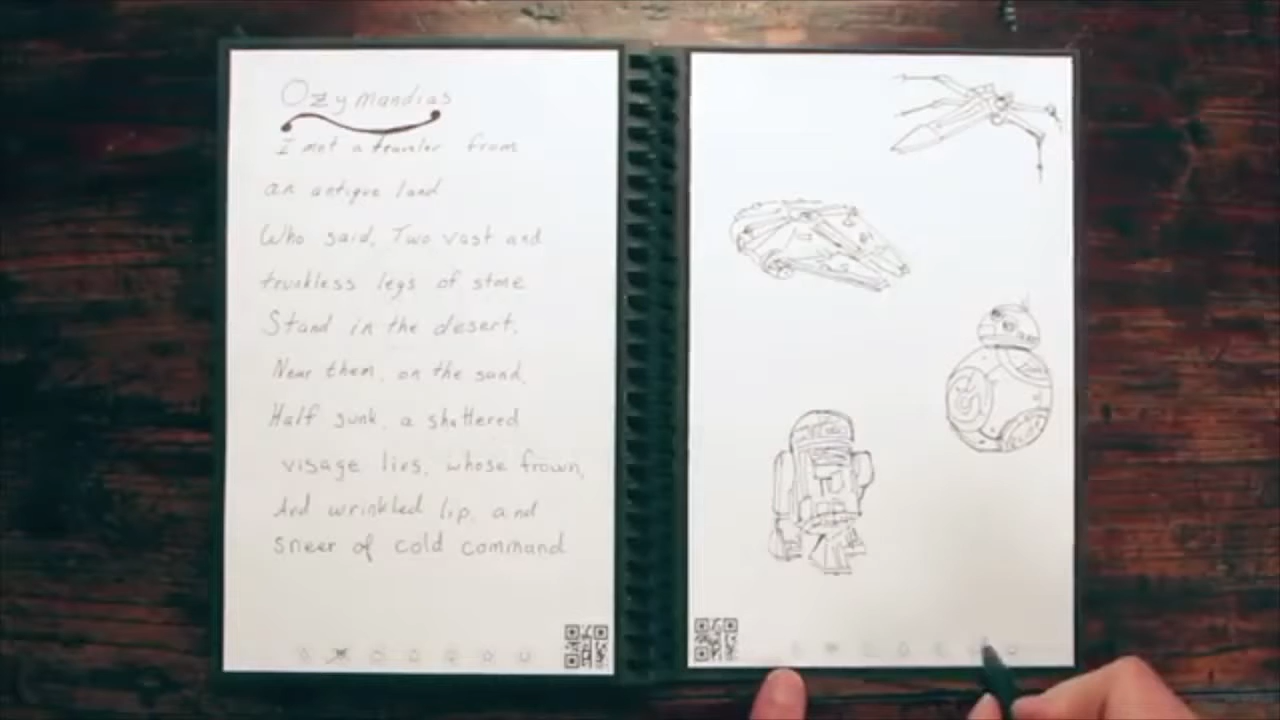 Ozymandias
I met a traveler from
an antique land
Who said, Two vast and
trunkless legs of stone
Stand in the desert.
Near them, on the sand,
Half sunk, a shattered
visage lies, whose frown,
And wrinkled lip, and
sneer of cold command